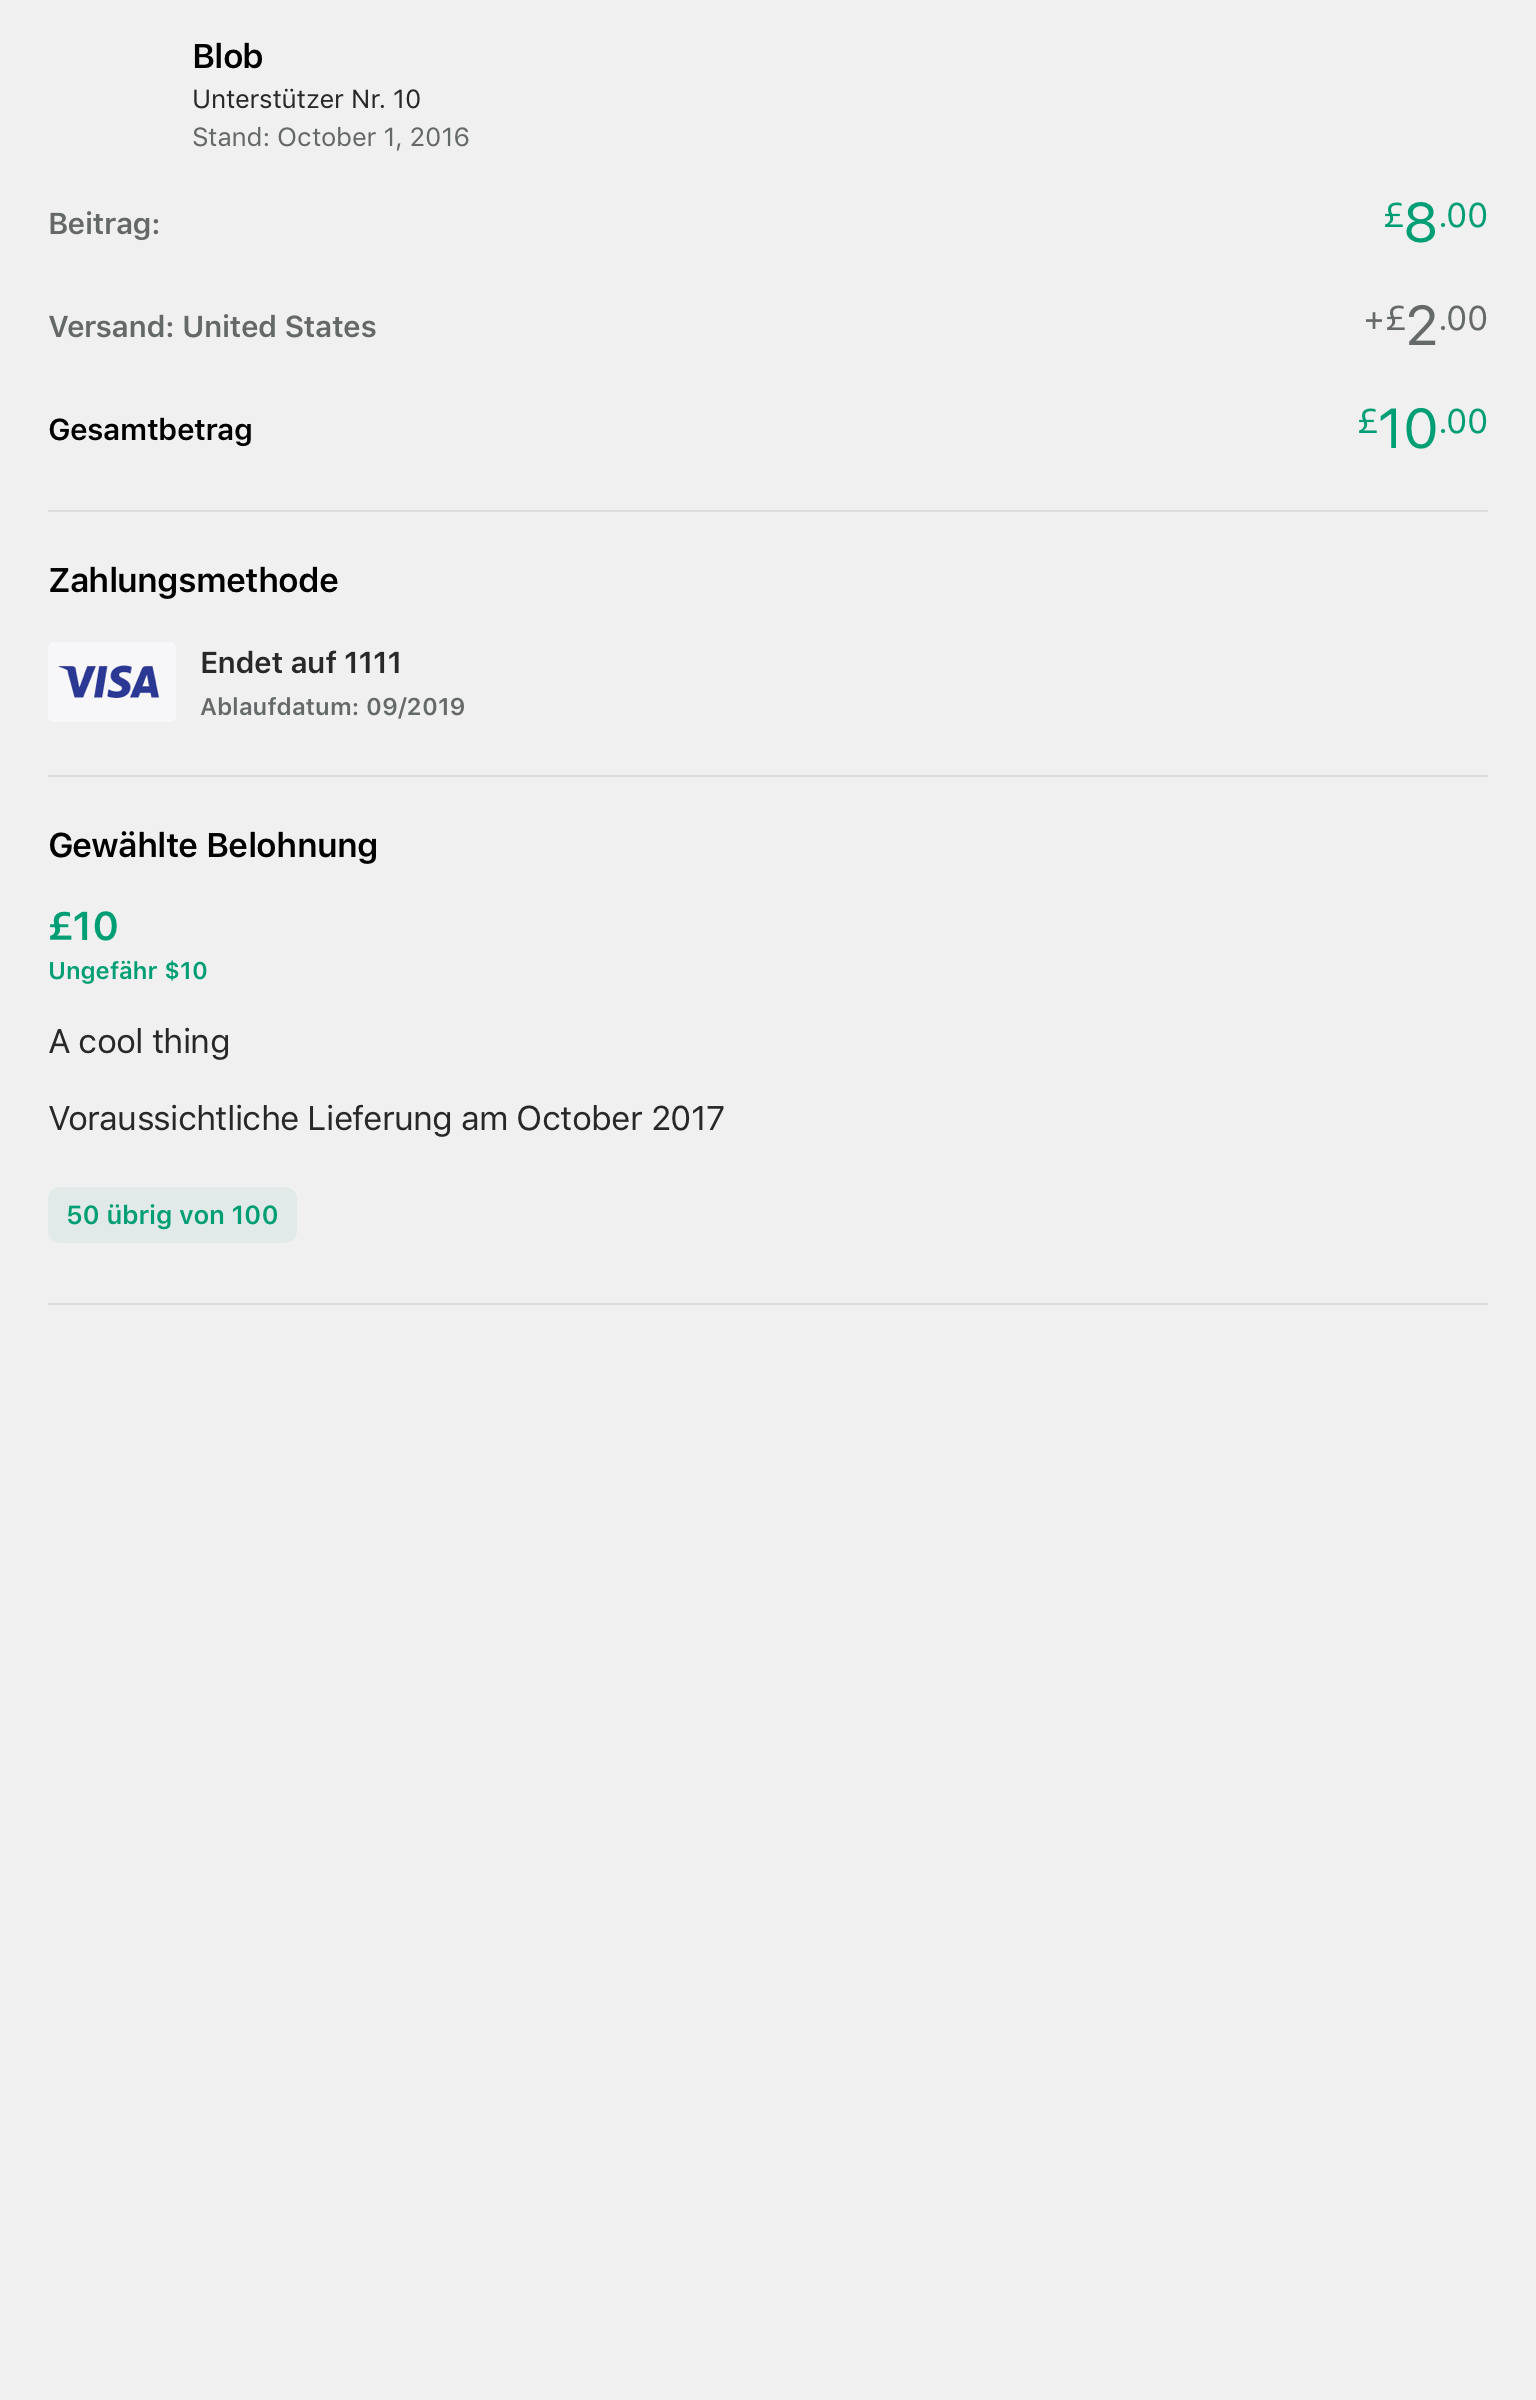 Blob
Unterstützer Nr. 10
Stand: October 1, 2016
Beitrag: £8.00
Versand: United States +£2.00
Gesamtbetrag £10.00
Zahlungsmethode
VISA
Endet auf 1111
Ablaufdatum: 09/2019
Gewählte Belohnung
£10
Ungefähr $10
A cool thing
Voraussichtliche Lieferung am October 2017
50 übrig von 100